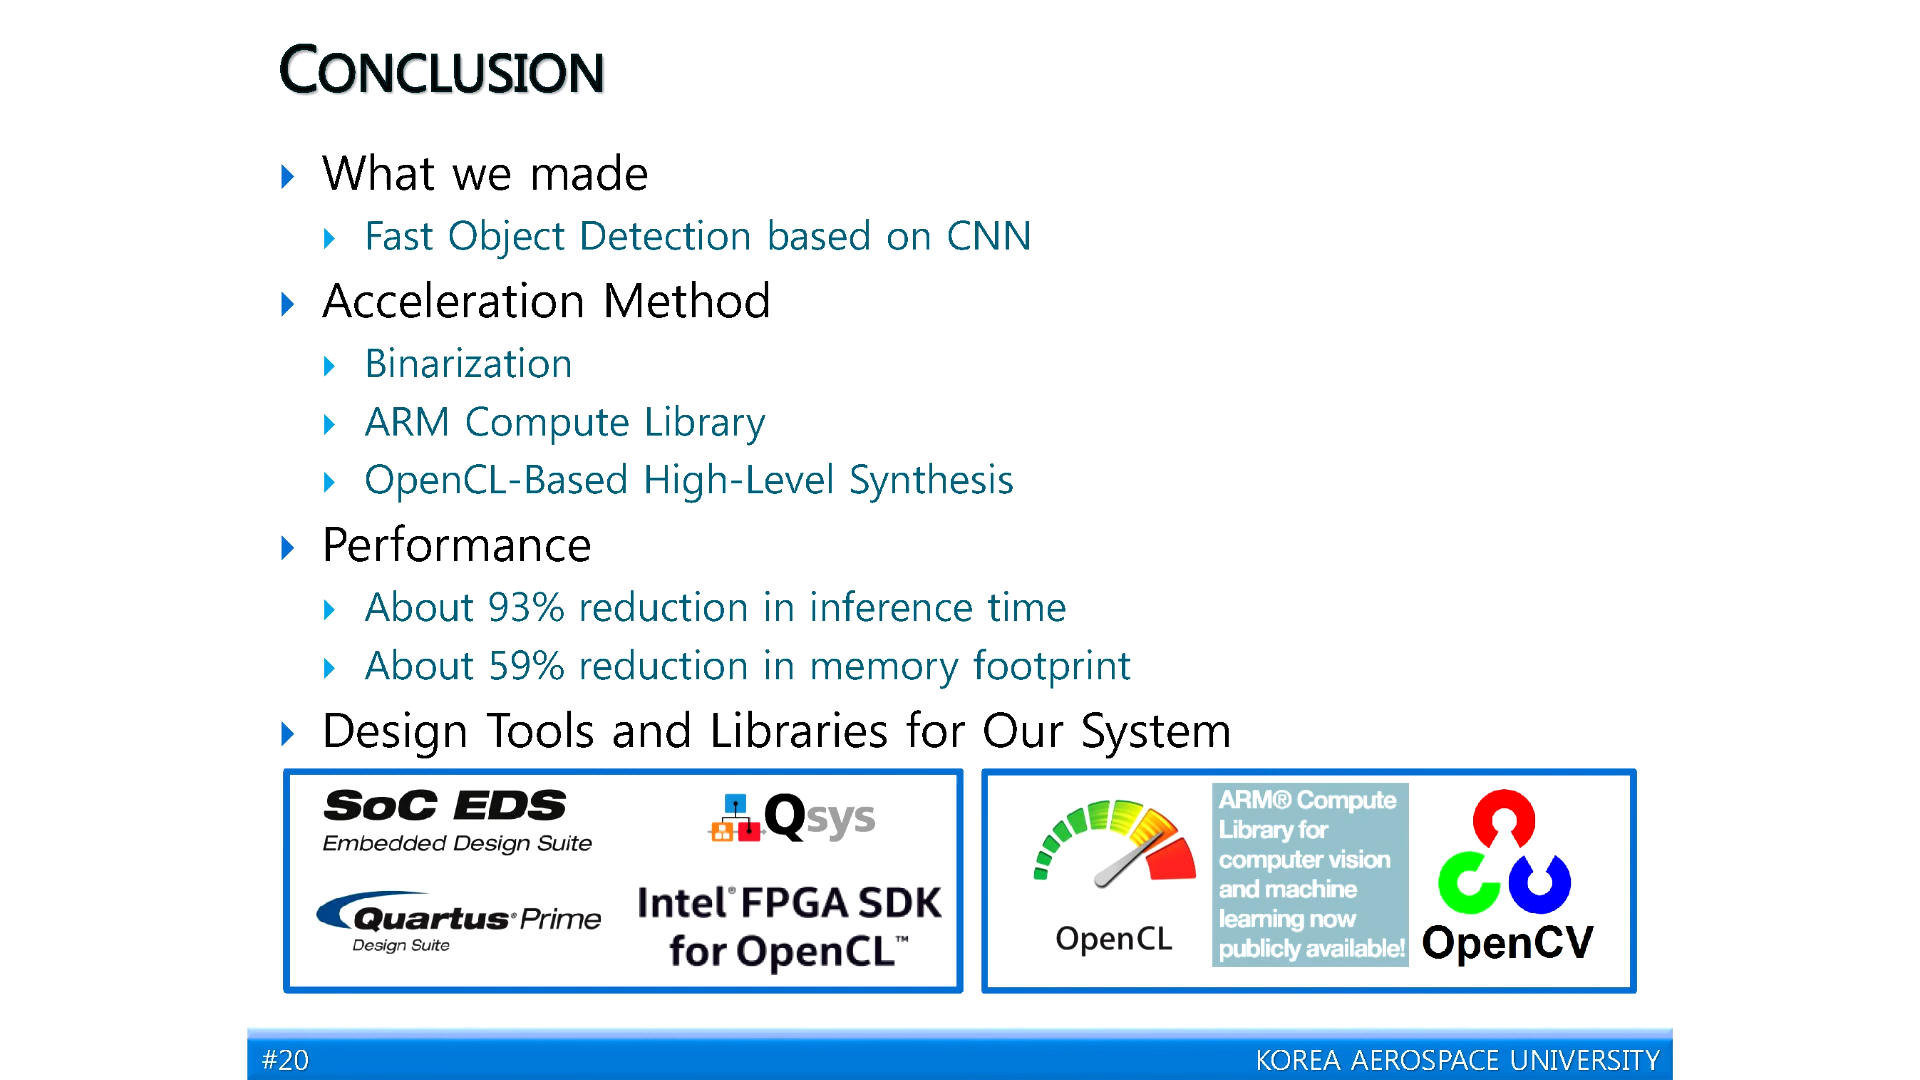 CONCLUSION
What we made
Fast Object Detection based on CNN
Acceleration Method
Binarization
ARM Compute Library
OpenCL-Based High-Level Synthesis
Performance
About 93% reduction in inference time
About 59% reduction in memory footprint
Design Tools and Libraries for Our System
SoC EDS
Embedded Design Suite
Qsys
Quartus® Prime
Design Suite
Intel® FPGA SDK
for OpenCL™
OpenCL
ARM® Compute
Library for
computer vision
and machine
learning now
publicly available!
OpenCV
#20
KOREA AEROSPACE UNIVERSITY